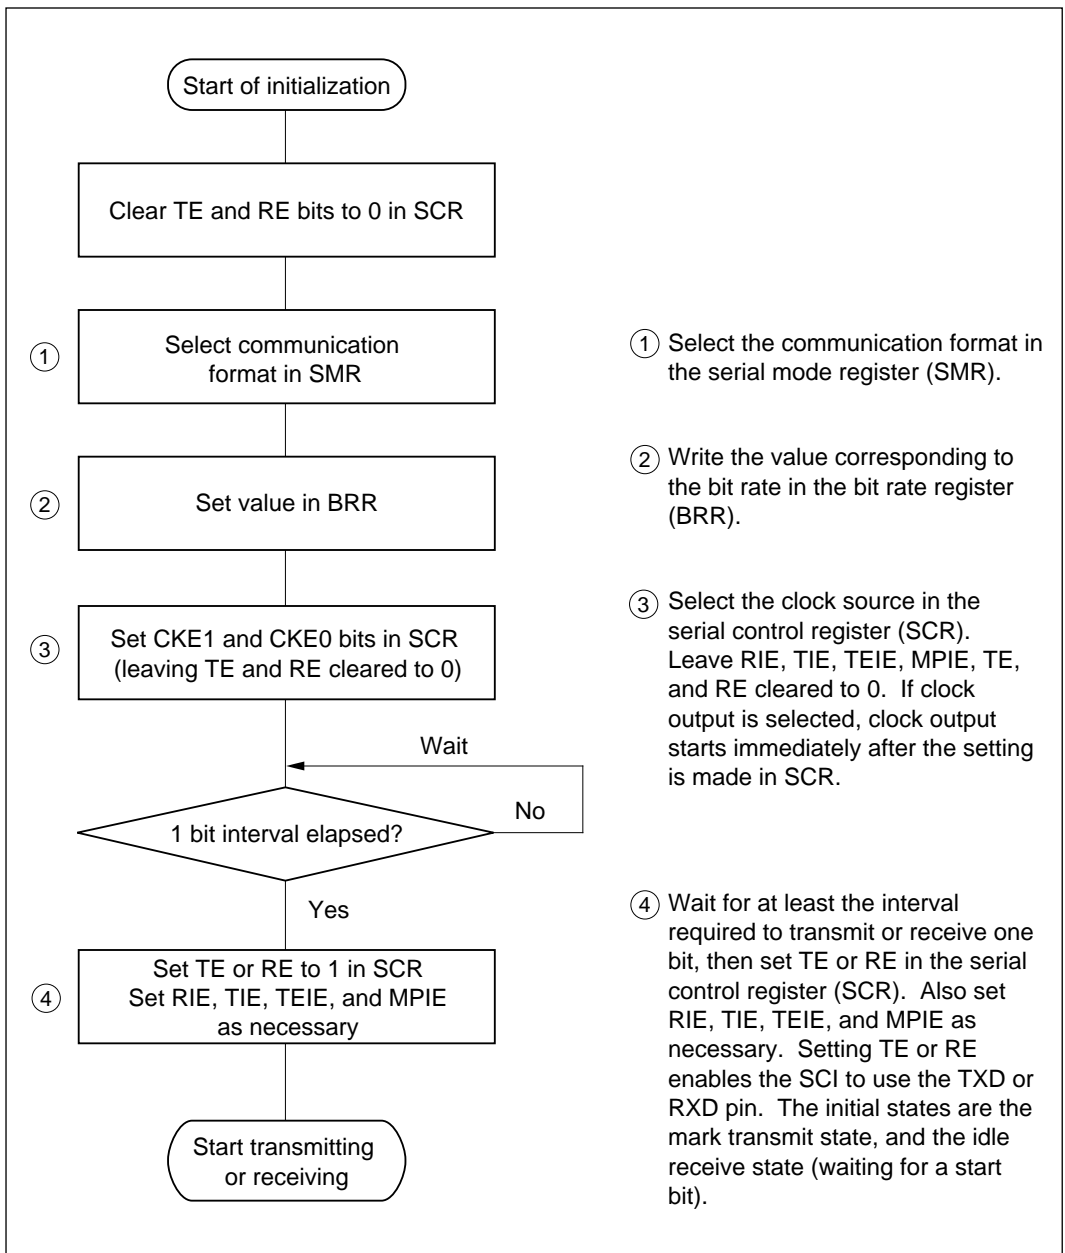 Start of initialization
Clear TE and RE bits to 0 in SCR
1
Select communication
format in SMR
2
Set value in BRR
3
Set CKE1 and CKE0 bits in SCR
(leaving TE and RE cleared to 0)
Wait
No
1 bit interval elapsed?
Yes
4
Set TE or RE to 1 in SCR
Set RIE, TIE, TEIE, and MPIE
as necessary
Start transmitting
or receiving
1 Select the communication format in
the serial mode register (SMR).
2 Write the value corresponding to
the bit rate in the bit rate register
(BRR).
3 Select the clock source in the
serial control register (SCR).
Leave RIE, TIE, TEIE, MPIE, TE,
and RE cleared to 0.  If clock
output is selected, clock output
starts immediately after the setting
is made in SCR.
4 Wait for at least the interval
required to transmit or receive one
bit, then set TE or RE in the serial
control register (SCR).  Also set
RIE, TIE, TEIE, and MPIE as
necessary.  Setting TE or RE
enables the SCI to use the TXD or
RXD pin.  The initial states are the
mark transmit state, and the idle
receive state (waiting for a start
bit).